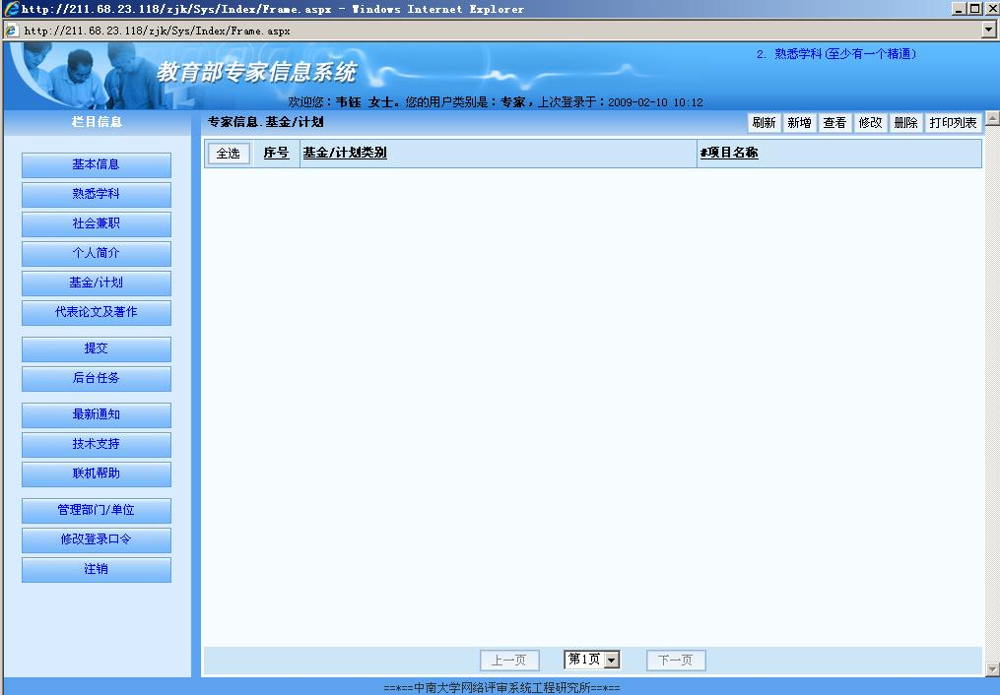 http://211.68.23.118/zjk/Sys/Index/Frame.aspx - Windows Internet Explorer
http://211.68.23.118/zjk/Sys/Index/Frame.aspx
2. 熟悉学科(至少有一个精通)
教育部专家信息系统
欢迎您：韦钰 女士。您的用户类别是：专家，上次登录于：2009-02-10 10:12
栏目信息
专家信息.基金/计划
刷新 新增 查看 修改 删除 打印列表
全选 序号 基金/计划类别 #项目名称
基本信息
熟悉学科
社会兼职
个人简介
基金/计划
代表论文及著作
提交
后台任务
最新通知
技术支持
联机帮助
管理部门/单位
修改登录口令
注销
上一页 第1页 下一页
==*==中南大学网络评审系统工程研究所==*==